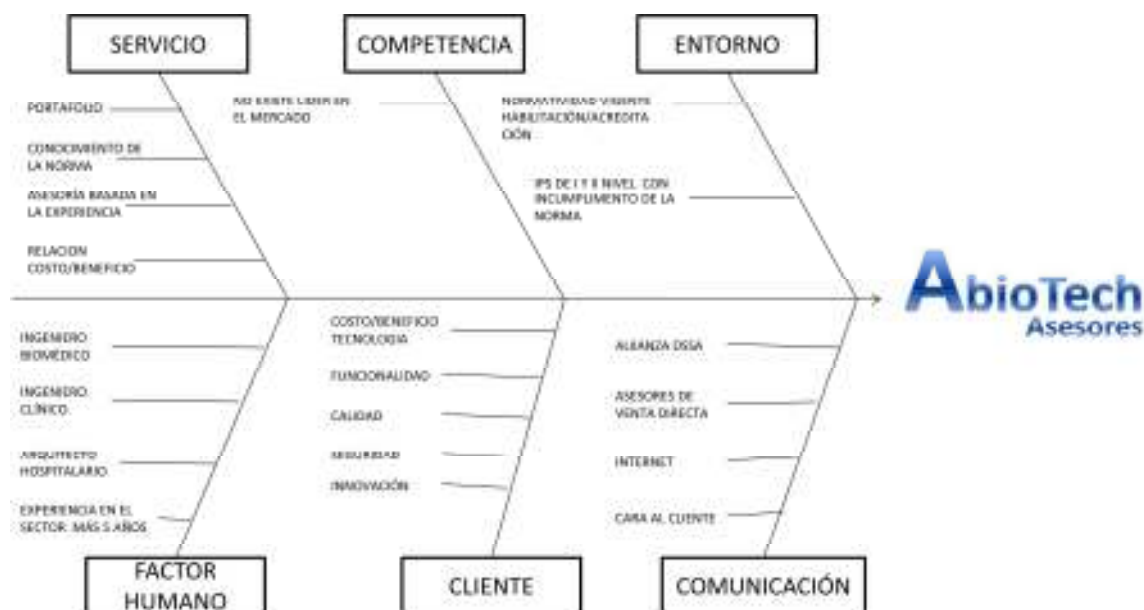 SERVICIO
COMPETENCIA
ENTORNO
PORTAFOLIO
CONOCIMIENTO DE
LA NORMA
ASESORÍA BASADA EN
LA EXPERIENCIA
RELACION
COSTO/BENEFICIO
NO EXISTE LIDER EN
EL MERCADO
NORMATIVIDAD VIGENTE
HABILITACIÓN/ACREDITA
CIÓN
IPS DE I Y II NIVEL CON
INCUMPLIMENTO DE LA
NORMA
AbioTech
Asesores
INGENIERO
BIOMÉDICO
INGENIERO
CLÍNICO
ARQUITECTO
HOSPITALARIO
EXPERIENCIA EN EL
SECTOR MÁS 5 AÑOS
COSTO/BENEFICIO
TECNOLOGIA
FUNCIONALIDAD
CALIDAD
SEGURIDAD
INNOVACIÓN
ALIANZA DSSA
ASESORES DE
VENTA DIRECTA
INTERNET
CARA AL CLIENTE
FACTOR
HUMANO
CLIENTE
COMUNICACIÓN